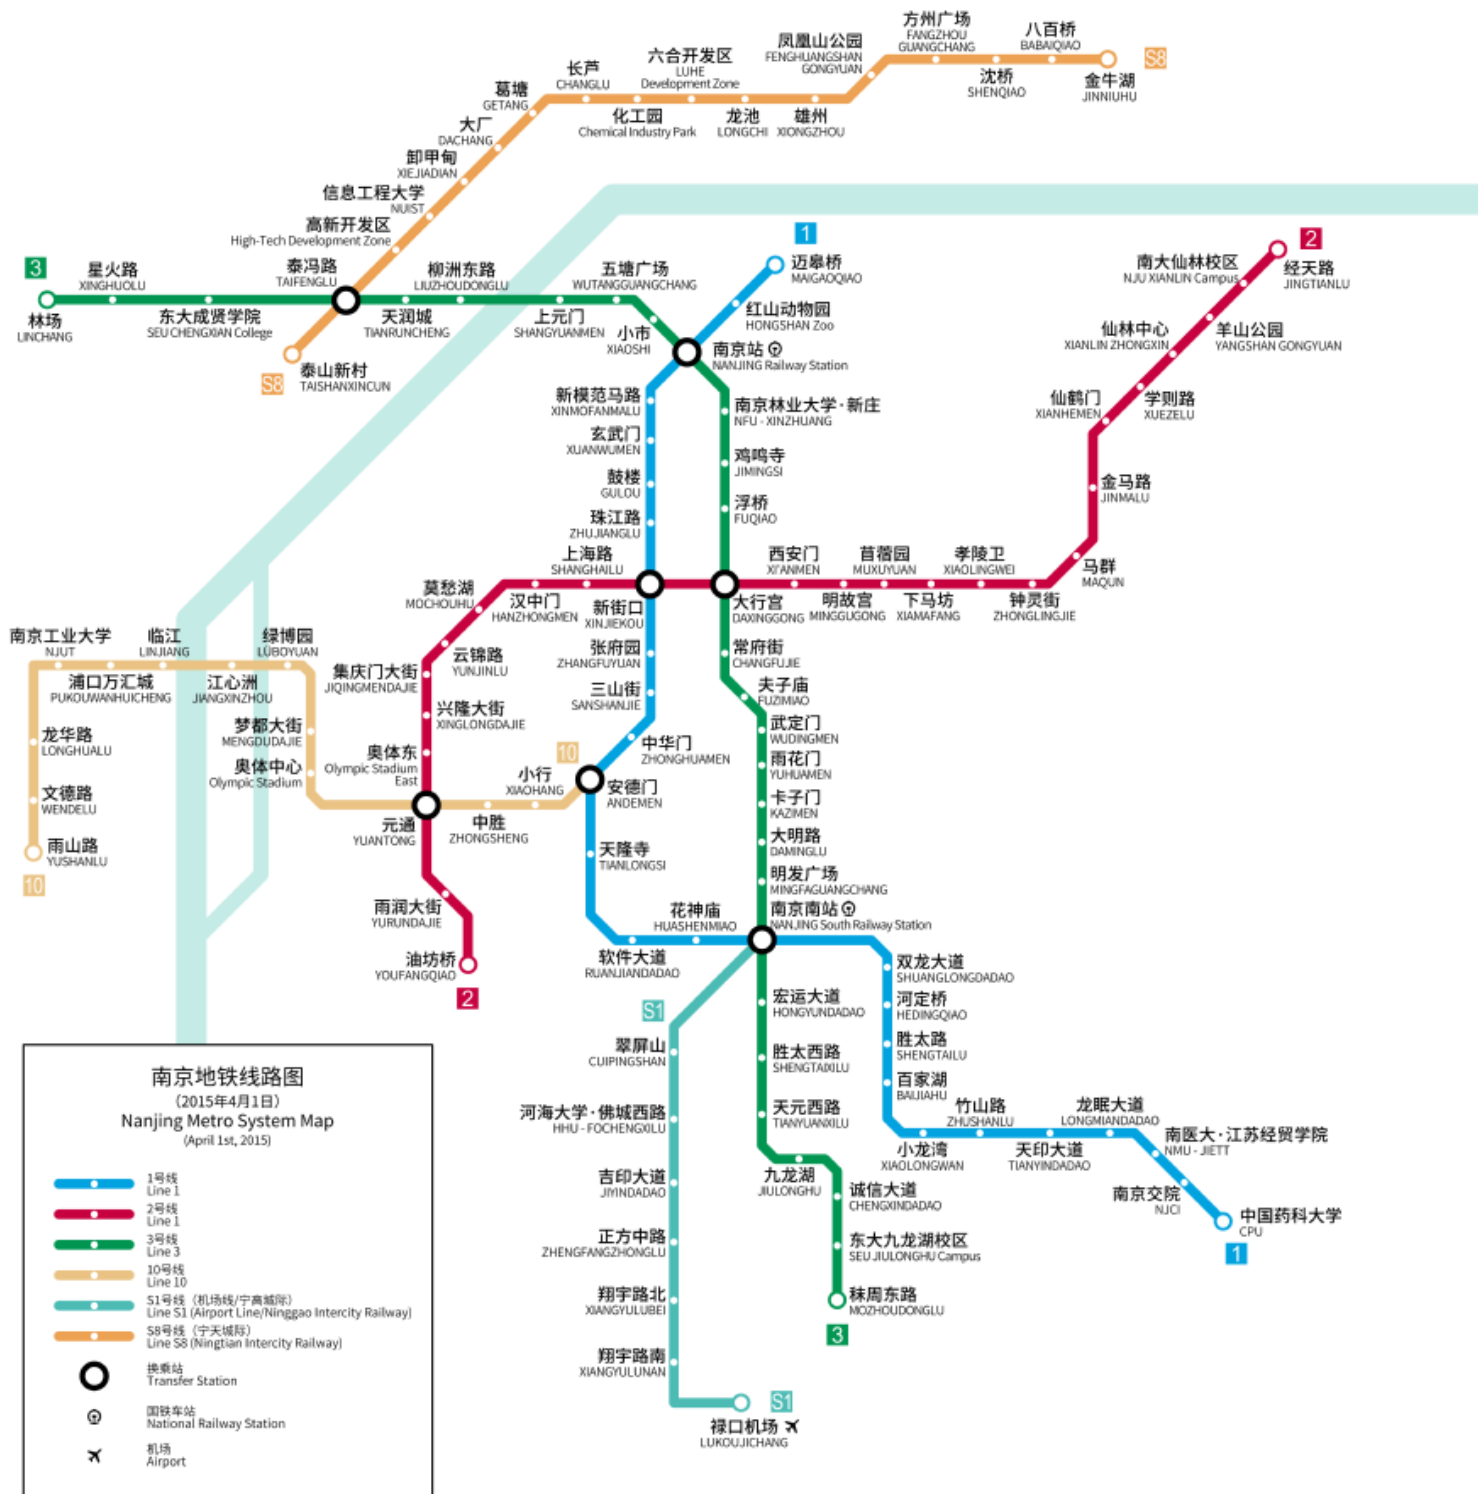 方州广场
FANGZHOU
GUANGCHANG
八百桥
BABAIQIAO
凤凰山公园
FENGHUANGSHAN
GONGYUAN
六合开发区
LUHE
Development Zone
长芦
CHANGLU
S8
沈桥
SHENQIAO
金牛湖
JINNIUHU
葛塘
GETANG
化工园
Chemical Industry Park
龙池
LONGCHI
雄州
XIONGZHOU
大厂
DACHANG
卸甲甸
XIEJIADIAN
信息工程大学
NUIST
高新开发区
High-Tech Development Zone
1
2
3
星火路
XINGHUOLU
泰冯路
TAIFENGLU
柳洲东路
LIUZHOUDONGLU
五塘广场
WUTANGGUANGCHANG
迈皋桥
MAIGAOQIAO
南大仙林校区
NJU XIANLIN Campus
经天路
JINGTIANLU
林场
LINCHANG
东大成贤学院
SEU CHENGXIAN College
天润城
TIANRUNCHENG
上元门
SHANGYUANMEN
小市
XIAOSHI
红山动物园
HONGSHAN Zoo
仙林中心
XIANLIN ZHONGXIN
羊山公园
YANGSHAN GONGYUAN
S8
泰山新村
TAISHANXINCUN
南京站
NANJING Railway Station
新模范马路
XINMOFANMALU
南京林业大学·新庄
NFU - XINZHUANG
仙鹤门
XIANHEMEN
学则路
XUEZELU
玄武门
XUANWUMEN
鸡鸣寺
JIMINGSI
鼓楼
GULOU
金马路
JINMALU
珠江路
ZHUJIANGLU
浮桥
FUQIAO
上海路
SHANGHAILU
西安门
XI'ANMEN
苜蓿园
MUXUYUAN
孝陵卫
XIAOLINGWEI
马群
MAQUN
莫愁湖
MOCHOUHU
汉中门
HANZHONGMEN
新街口
XINJIEKOU
大行宫
DAXINGGONG
明故宫
MINGGUGONG
下马坊
XIAMAFANG
钟灵街
ZHONGLINGJIE
南京工业大学
NJUT
临江
LINJIANG
绿博园
LÜBOYUAN
云锦路
YUNJINLU
张府园
ZHANGFUYUAN
常府街
CHANGFUJIE
浦口万汇城
PUKOUWANHUICHENG
江心洲
JIANGXINZHOU
集庆门大街
JIQINGMENDAJIE
三山街
SANSHANJIE
夫子庙
FUZIMIAO
龙华路
LONGHUALU
梦都大街
MENGDUDAJIE
兴隆大街
XINGLONGDAJIE
中华门
ZHONGHUAMEN
武定门
WUDINGMEN
奥体中心
Olympic Stadium
奥体东
Olympic Stadium
East
10
小行
XIAOHANG
安德门
ANDEMEN
雨花门
YUHUAMEN
文德路
WENDELU
卡子门
KAZIMEN
雨山路
YUSHANLU
元通
YUANTONG
中胜
ZHONGSHENG
天隆寺
TIANLONGSI
大明路
DAMINGLU
10
明发广场
MINGFAGUANGCHANG
雨润大街
YURUNDAJIE
花神庙
HUASHENMIAO
南京南站
NANJING South Railway Station
油坊桥
YOUFANGQIAO
软件大道
RUANJIANDADAO
双龙大道
SHUANGLONGDADAO
2
S1
宏运大道
HONGYUNDADAO
河定桥
HEDINGQIAO
翠屏山
CUIPINGSHAN
胜太西路
SHENGTAIXILU
胜太路
SHENGTAILU
百家湖
BAIJIAHU
河海大学·佛城西路
HHU - FOCHENGXILU
天元西路
TIANYUANXILU
竹山路
ZHUSHANLU
龙眠大道
LONGMIANDADAO
小龙湾
XIAOLONGWAN
天印大道
TIANYINDADAO
南医大·江苏经贸学院
NMU - JIETT
吉印大道
JIYINDADAO
九龙湖
JIULONGHU
诚信大道
CHENGXINDADAO
南京交院
NJCI
中国药科大学
CPU
正方中路
ZHENGFANGZHONGLU
东大九龙湖校区
SEU JIULONGHU Campus
1
翔宇路北
XIANGYULUBEI
秣周东路
MOZHOUDONGLU
3
翔宇路南
XIANGYULUNAN
S1
禄口机场
LUKOUJICHANG
南京地铁线路图
（2015年4月1日）
Nanjing Metro System Map
(April 1st, 2015)
1号线
Line 1
2号线
Line 1
3号线
Line 3
10号线
Line 10
S1号线（机场线/宁高城际）
Line S1 (Airport Line/Ninggao Intercity Railway)
S8号线（宁天城际）
Line S8 (Ningtian Intercity Railway)
换乘站
Transfer Station
国铁车站
National Railway Station
机场
Airport